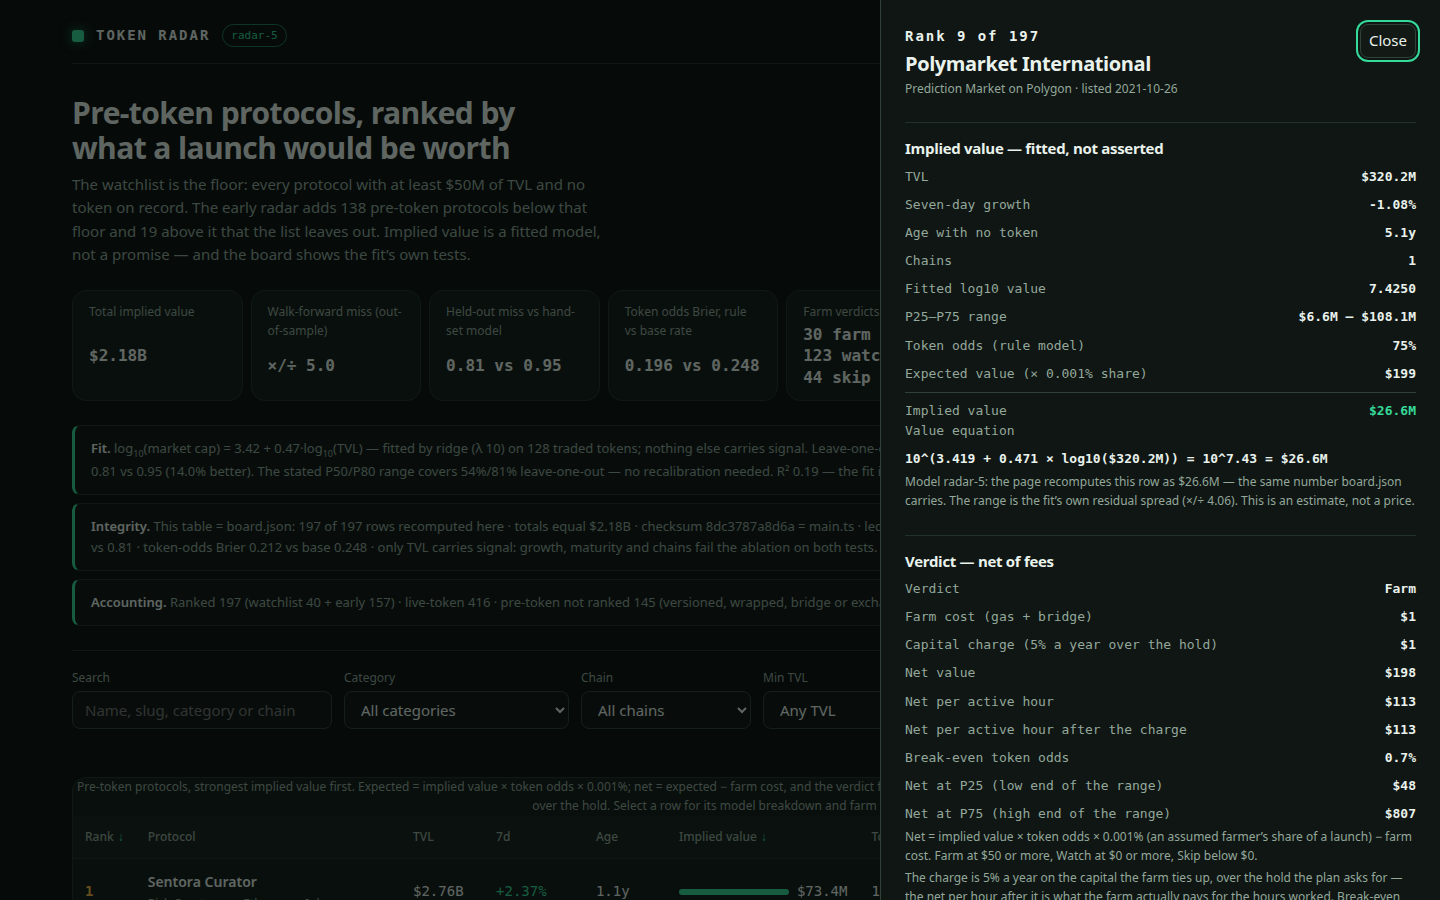 TOKEN RADAR radar-5
Pre-token protocols, ranked by
what a launch would be worth
The watchlist is the floor: every protocol with at least $50M of TVL and no
token on record. The early radar adds 138 pre-token protocols below that
floor and 19 above it that the list leaves out. Implied value is a fitted model,
not a promise — and the board shows the fit's own tests.
Total implied value
$2.18B
Walk-forward miss (out-
of-sample)
×/÷ 5.0
Held-out miss vs hand-
set model
0.81 vs 0.95
Token odds Brier, rule
vs base rate
0.196 vs 0.248
Farm verdicts
30 farm
123 watc
44 skip
Fit. log10(market cap) = 3.42 + 0.47·log10(TVL) — fitted by ridge (λ 10) on 128 traded tokens; nothing else carries signal. Leave-one-
0.81 vs 0.95 (14.0% better). The stated P50/P80 range covers 54%/81% leave-one-out — no recalibration needed. R² 0.19 — the fit
Integrity. This table = board.json: 197 of 197 rows recomputed here · totals equal $2.18B · checksum 8dc3787a8d6a = main.ts ·
vs 0.81 · token-odds Brier 0.212 vs base 0.248 · only TVL carries signal: growth, maturity and chains fail the ablation on both tests.
Accounting. Ranked 197 (watchlist 40 + early 157) · live-token 416 · pre-token not ranked 145 (versioned, wrapped, bridge or
Search
Name, slug, category or chain
Category
All categories
Chain
All chains
Min TVL
Any TVL
Pre-token protocols, strongest implied value first. Expected = implied value × token odds × 0.001%; net = expected − farm cost, and the verdict
over the hold. Select a row for its model breakdown and farm
Rank ↓ Protocol TVL 7d Age Implied value ↓
1 Sentora Curator $2.76B +2.37% 1.1y $73.4M
Rank 9 of 197
Close
Polymarket International
Prediction Market on Polygon · listed 2021-10-26
Implied value — fitted, not asserted
TVL $320.2M
Seven-day growth -1.08%
Age with no token 5.1y
Chains 1
Fitted log10 value 7.4250
P25–P75 range $6.6M – $108.1M
Token odds (rule model) 75%
Expected value (× 0.001% share) $199
Implied value $26.6M
Value equation
10^(3.419 + 0.471 × log10($320.2M)) = 10^7.43 = $26.6M
Model radar-5: the page recomputes this row as $26.6M — the same number board.json
carries. The range is the fit's own residual spread (×/÷ 4.06). This is an estimate, not a price.
Verdict — net of fees
Verdict Farm
Farm cost (gas + bridge) $1
Capital charge (5% a year over the hold) $1
Net value $198
Net per active hour $113
Net per active hour after the charge $113
Break-even token odds 0.7%
Net at P25 (low end of the range) $48
Net at P75 (high end of the range) $807
Net = implied value × token odds × 0.001% (an assumed farmer's share of a launch) − farm
cost. Farm at $50 or more, Watch at $0 or more, Skip below $0.
The charge is 5% a year on the capital the farm ties up, over the hold the plan asks for —
the net per hour after it is what the farm actually pays for the hours worked. Break-even